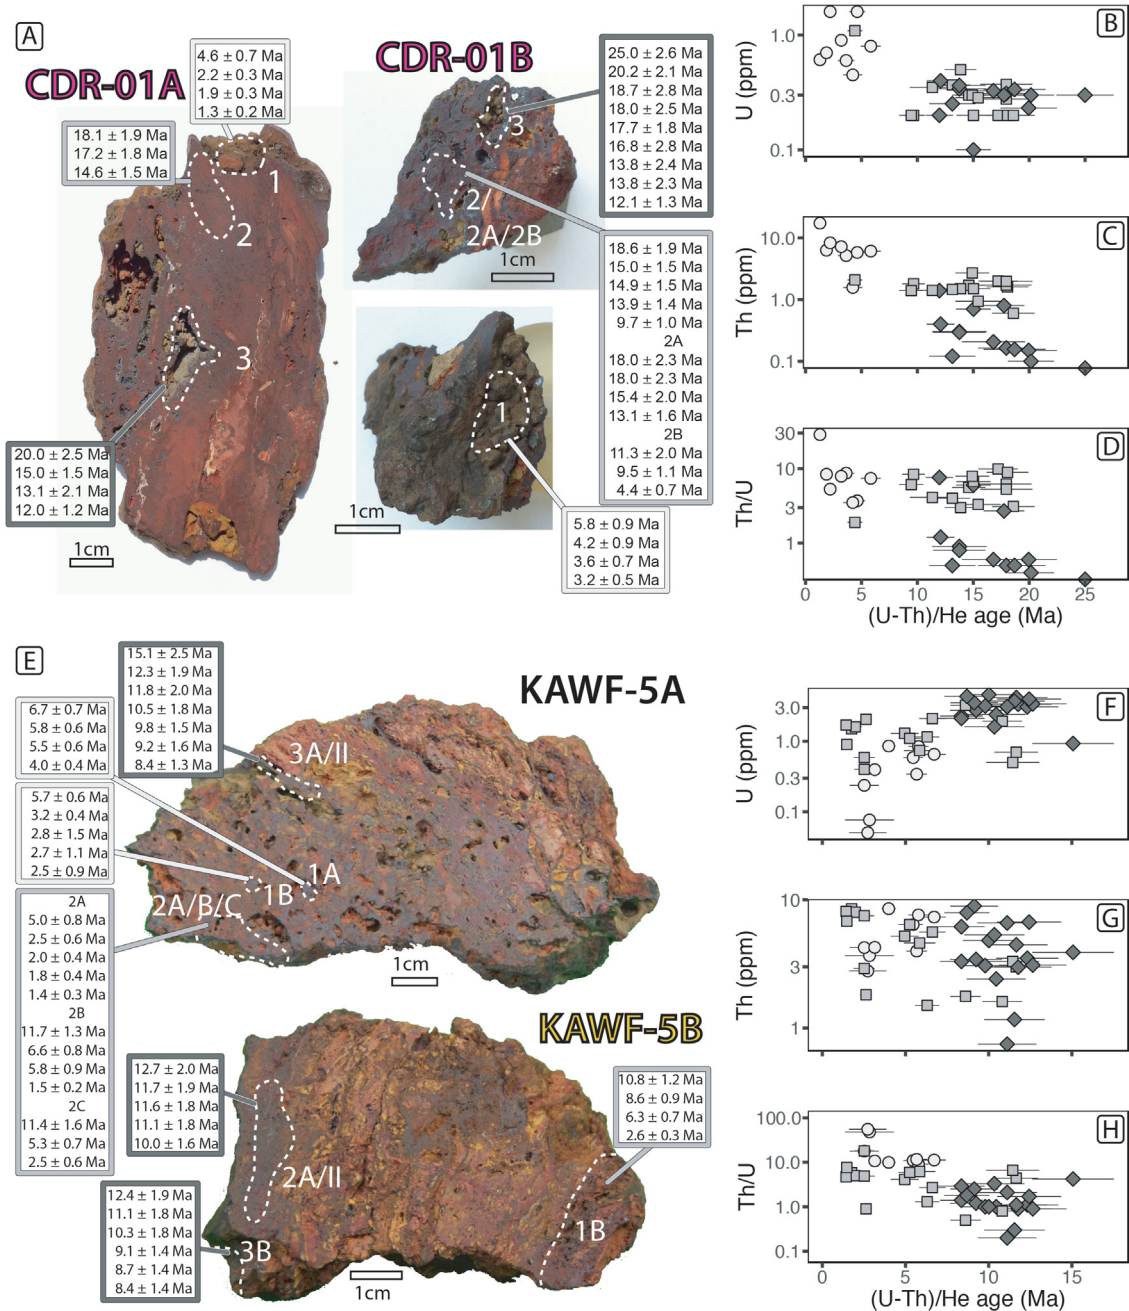 A
CDR-01A
4.6 ± 0.7 Ma
2.2 ± 0.3 Ma
1.9 ± 0.3 Ma
1.3 ± 0.2 Ma
18.1 ± 1.9 Ma
17.2 ± 1.8 Ma
14.6 ± 1.5 Ma
1
2
3
20.0 ± 2.5 Ma
15.0 ± 1.5 Ma
13.1 ± 2.1 Ma
12.0 ± 1.2 Ma
1cm
CDR-01B
3
2/
2A/2B
1cm
25.0 ± 2.6 Ma
20.2 ± 2.1 Ma
18.7 ± 2.8 Ma
18.0 ± 2.5 Ma
17.7 ± 1.8 Ma
16.8 ± 2.8 Ma
13.8 ± 2.4 Ma
13.8 ± 2.3 Ma
12.1 ± 1.3 Ma
18.6 ± 1.9 Ma
15.0 ± 1.5 Ma
14.9 ± 1.5 Ma
13.9 ± 1.4 Ma
9.7 ± 1.0 Ma
2A
18.0 ± 2.3 Ma
18.0 ± 2.3 Ma
15.4 ± 2.0 Ma
13.1 ± 1.6 Ma
2B
11.3 ± 2.0 Ma
9.5 ± 1.1 Ma
4.4 ± 0.7 Ma
1
1cm
5.8 ± 0.9 Ma
4.2 ± 0.9 Ma
3.6 ± 0.7 Ma
3.2 ± 0.5 Ma
B
U (ppm)
1.0
0.3
0.1
C
Th (ppm)
10.0
1.0
0.1
D
Th/U
30
10
3
1
0 5 10 15 20 25
(U-Th)/He age (Ma)
E
KAWF-5A
15.1 ± 2.5 Ma
12.3 ± 1.9 Ma
11.8 ± 2.0 Ma
10.5 ± 1.8 Ma
9.8 ± 1.5 Ma
9.2 ± 1.6 Ma
8.4 ± 1.3 Ma
6.7 ± 0.7 Ma
5.8 ± 0.6 Ma
5.5 ± 0.6 Ma
4.0 ± 0.4 Ma
5.7 ± 0.6 Ma
3.2 ± 0.4 Ma
2.8 ± 1.5 Ma
2.7 ± 1.1 Ma
2.5 ± 0.9 Ma
2A
5.0 ± 0.8 Ma
2.5 ± 0.6 Ma
2.0 ± 0.4 Ma
1.8 ± 0.4 Ma
1.4 ± 0.3 Ma
2B
11.7 ± 1.3 Ma
6.6 ± 0.8 Ma
5.8 ± 0.9 Ma
1.5 ± 0.2 Ma
2C
11.4 ± 1.6 Ma
5.3 ± 0.7 Ma
2.5 ± 0.6 Ma
3A/II
1A
1B
2A/B/C
1cm
KAWF-5B
12.7 ± 2.0 Ma
11.7 ± 1.9 Ma
11.6 ± 1.8 Ma
11.1 ± 1.8 Ma
10.0 ± 1.6 Ma
12.4 ± 1.9 Ma
11.1 ± 1.8 Ma
10.3 ± 1.8 Ma
9.1 ± 1.4 Ma
8.7 ± 1.4 Ma
8.4 ± 1.4 Ma
10.8 ± 1.2 Ma
8.6 ± 0.9 Ma
6.3 ± 0.7 Ma
2.6 ± 0.3 Ma
2A/II
3B
1B
1cm
F
U (ppm)
3.0
1.0
0.3
0.1
G
Th (ppm)
10
3
1
H
Th/U
100.0
10.0
1.0
0.1
0 5 10 15
(U-Th)/He age (Ma)